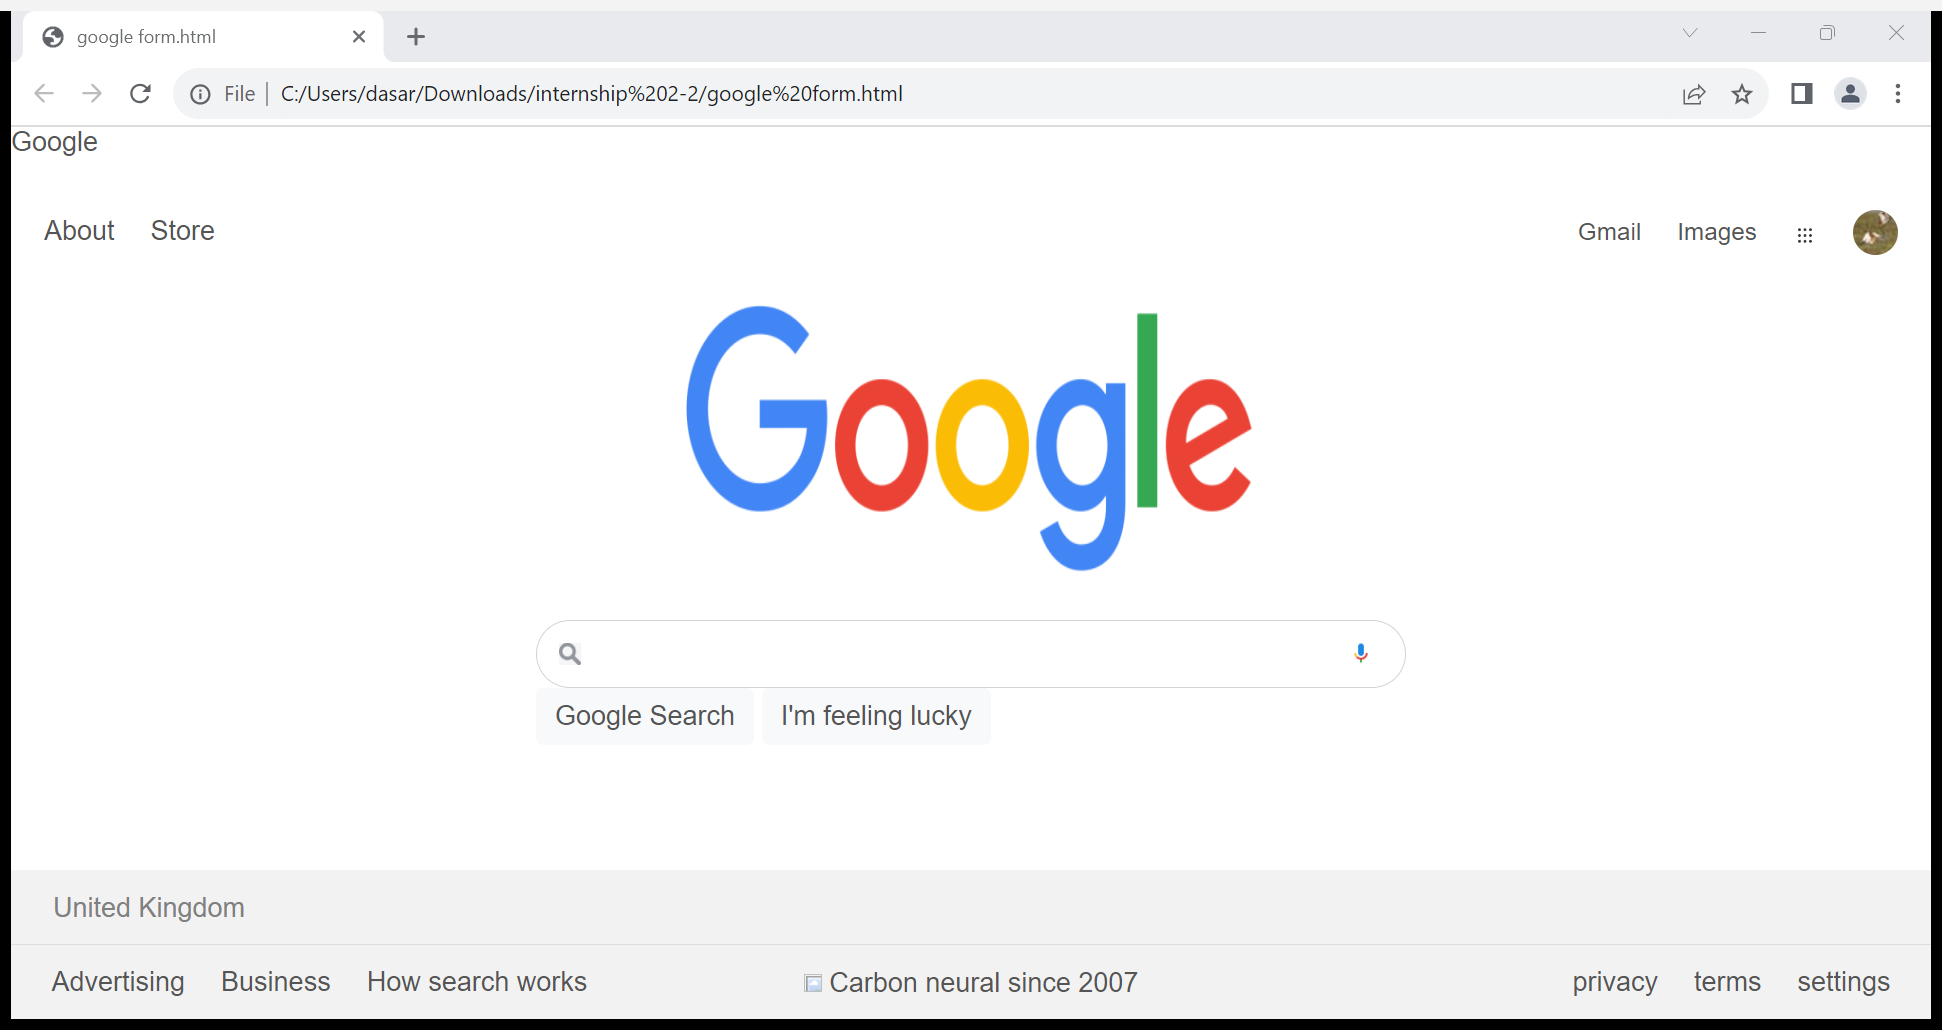 google form.html
File | C:/Users/dasar/Downloads/internship%202-2/google%20form.html
Google
About Store Gmail Images
Google
Google Search I'm feeling lucky
United Kingdom
Advertising Business How search works Carbon neural since 2007 privacy terms settings